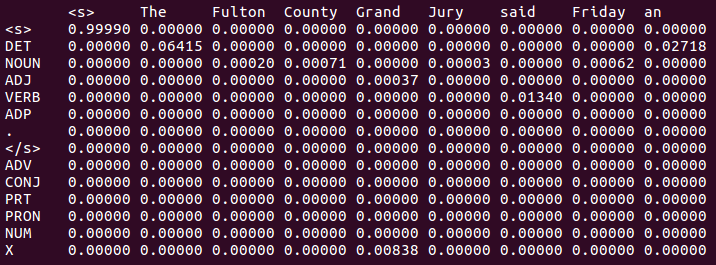 <s> The Fulton County Grand Jury said Friday an
<s> 0.99990 0.00000 0.00000 0.00000 0.00000 0.00000 0.00000 0.00000 0.00000
DET 0.00000 0.06415 0.00000 0.00000 0.00000 0.00000 0.00000 0.00000 0.02718
NOUN 0.00000 0.00000 0.00020 0.00071 0.00000 0.00003 0.00000 0.00062 0.00000
ADJ 0.00000 0.00000 0.00000 0.00000 0.00037 0.00000 0.00000 0.00000 0.00000
VERB 0.00000 0.00000 0.00000 0.00000 0.00000 0.00000 0.01340 0.00000 0.00000
ADP 0.00000 0.00000 0.00000 0.00000 0.00000 0.00000 0.00000 0.00000 0.00000
. 0.00000 0.00000 0.00000 0.00000 0.00000 0.00000 0.00000 0.00000 0.00000
</s> 0.00000 0.00000 0.00000 0.00000 0.00000 0.00000 0.00000 0.00000 0.00000
ADV 0.00000 0.00000 0.00000 0.00000 0.00000 0.00000 0.00000 0.00000 0.00000
CONJ 0.00000 0.00000 0.00000 0.00000 0.00000 0.00000 0.00000 0.00000 0.00000
PRT 0.00000 0.00000 0.00000 0.00000 0.00000 0.00000 0.00000 0.00000 0.00000
PRON 0.00000 0.00000 0.00000 0.00000 0.00000 0.00000 0.00000 0.00000 0.00000
NUM 0.00000 0.00000 0.00000 0.00000 0.00000 0.00000 0.00000 0.00000 0.00000
X 0.00000 0.00000 0.00000 0.00000 0.00838 0.00000 0.00000 0.00000 0.00000